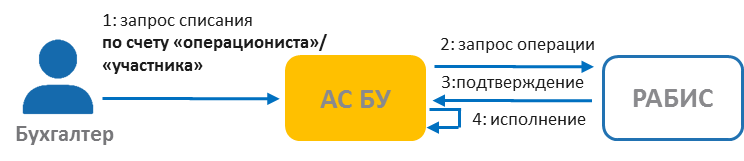 1: запрос списания
по счету «операциониста»/
«участника»
2: запрос операции
3:подтверждение
АС БУ
РАБИС
4: исполнение
Бухгалтер